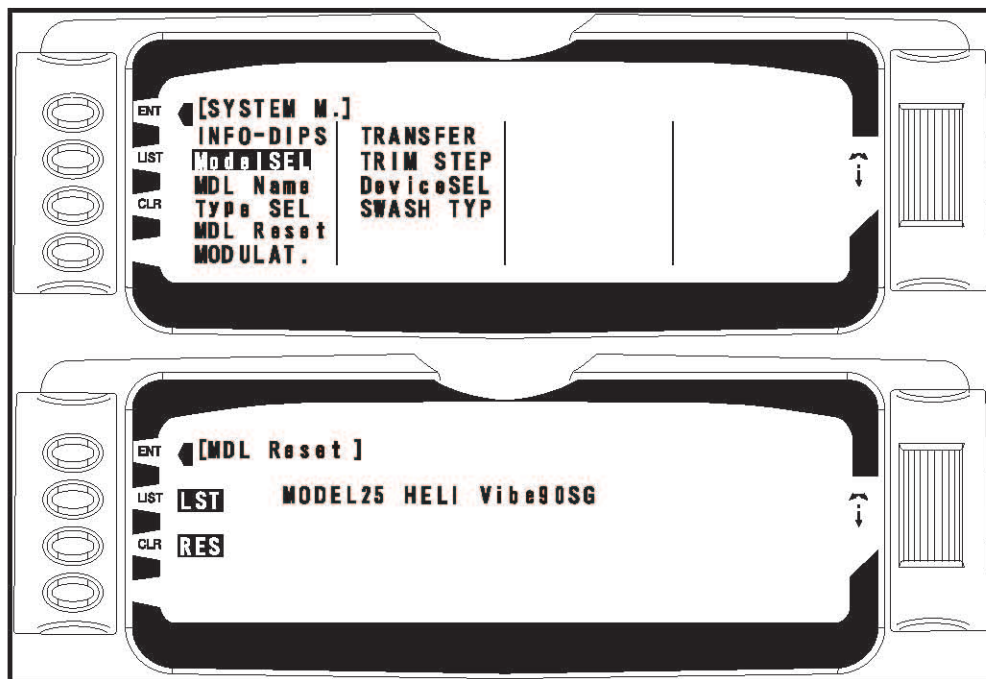 ENT [SYSTEM M.]
INFO-DIPS TRANSFER
LIST ModelSEL TRIM STEP
MDL Name DeviceSEL
CLR Type SEL SWASH TYP
MDL Reset
MODULAT.
ENT [MDL Reset]
LIST LST MODEL25 HELI Vibe90SG
CLR RES